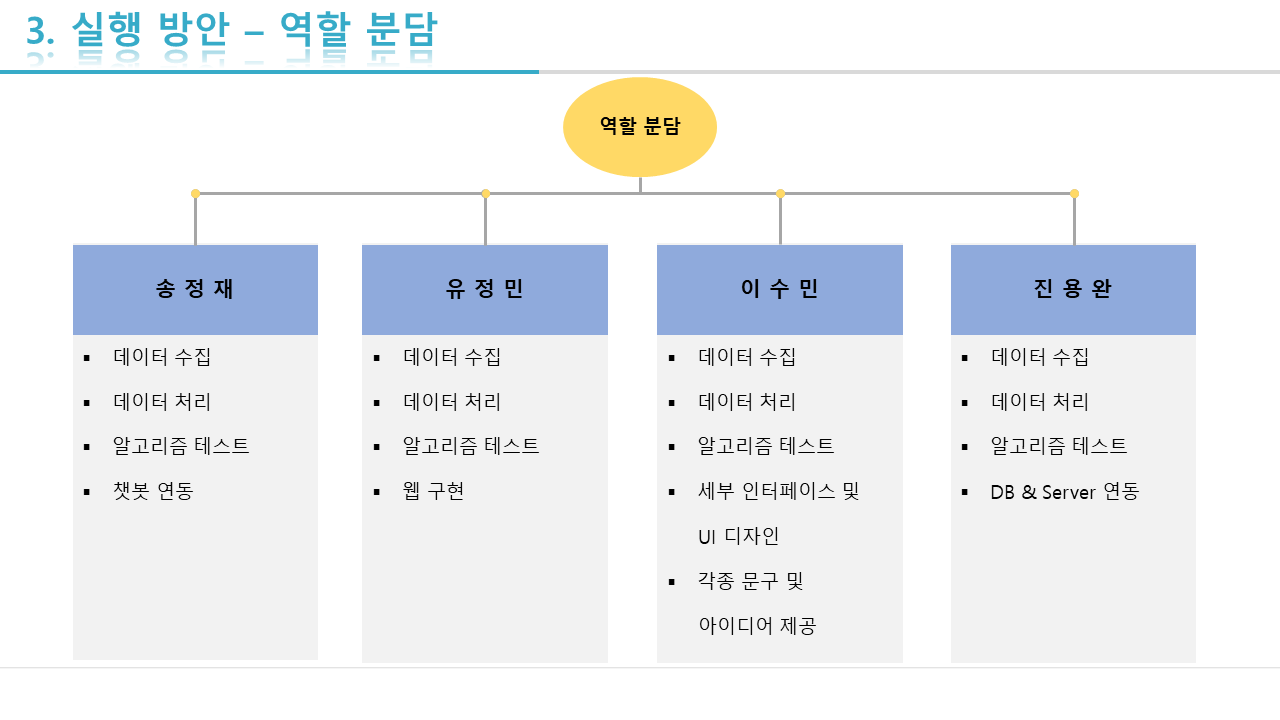 3. 실행 방안 – 역할 분담
역할 분담
송 정 재
▪ 데이터 수집
▪ 데이터 처리
▪ 알고리즘 테스트
▪ 챗봇 연동
유 정 민
▪ 데이터 수집
▪ 데이터 처리
▪ 알고리즘 테스트
▪ 웹 구현
이 수 민
▪ 데이터 수집
▪ 데이터 처리
▪ 알고리즘 테스트
▪ 세부 인터페이스 및
UI 디자인
▪ 각종 문구 및
아이디어 제공
진 용 완
▪ 데이터 수집
▪ 데이터 처리
▪ 알고리즘 테스트
▪ DB & Server 연동